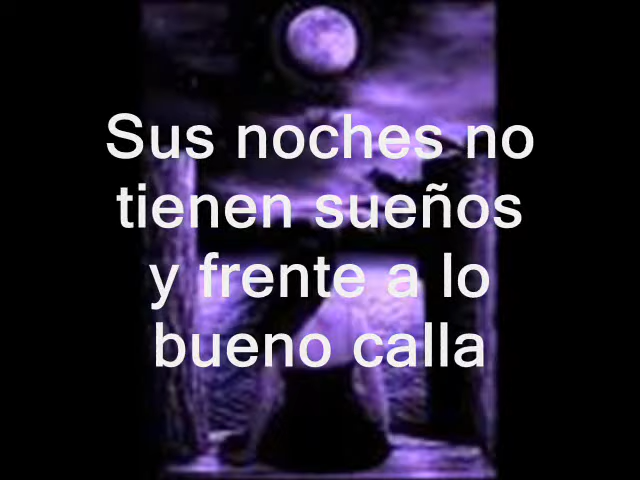 Sus noches no
tienen sueños
y frente a lo
bueno calla